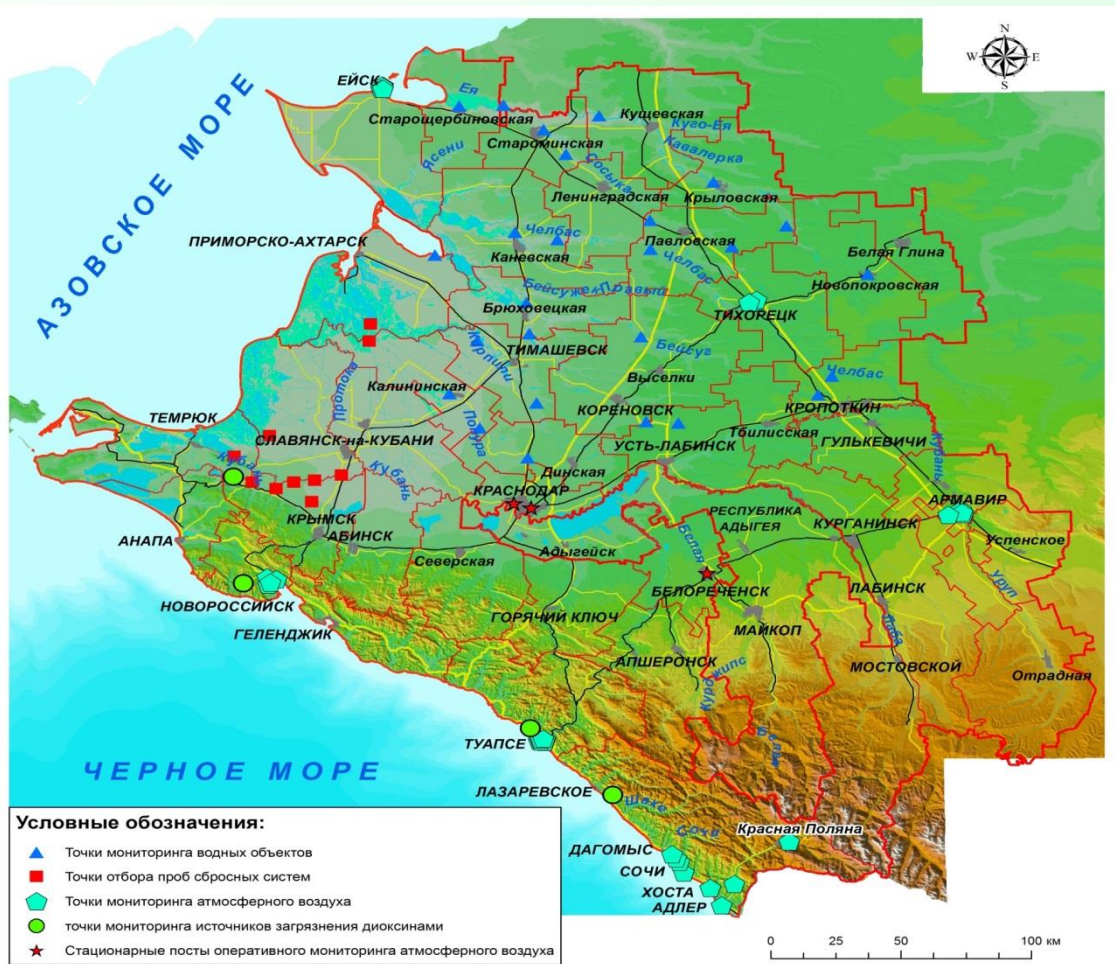 N
W E
S
АЗОВСКОЕ МОРЕ
ЕЙСК
Ея
Старощербиновская
Кущевская
Куго-Ея
Староминская
Кавалерка
Ясени
Сосыка
Ленинградская
Крыловская
ПРИМОРСКО-АХТАРСК
Челбас
Каневская
Павловская
Челбас
Белая Глина
Новопокровская
Бейсужек Правый
Брюховецкая
ТИХОРЕЦК
Кирпили
ТИМАШЕВСК
Бейсуг
Выселки
Калининская
Челбас
Протока
КОРЕНОВСК
КРОПОТКИН
ТЕМРЮК
СЛАВЯНСК-на-КУБАНИ
Понура
Тбилисская
ГУЛЬКЕВИЧИ
УСТЬ-ЛАБИНСК
Кубань
Кубань
Кубань
Динская
КРАСНОДАР
АРМАВИР
КРЫМСК
РЕСПУБЛИКА
АДЫГЕЯ
КУРГАНИНСК
АНАПА
АБИНСК
Адыгейск
Белая
Успенское
Северская
БЕЛОРЕЧЕНСК
ЛАБИНСК
Уруп
НОВОРОССИЙСК
ГОРЯЧИЙ КЛЮЧ
МАЙКОП
Лаба
ГЕЛЕНДЖИК
АПШЕРОНСК
МОСТОВСКОЙ
Отрадная
Курджипс
Белая
ТУАПСЕ
ЧЕРНОЕ МОРЕ
ЛАЗАРЕВСКОЕ
Шахе
Сочи
Красная Поляна
ДАГОМЫС
СОЧИ
ХОСТА
АДЛЕР
Условные обозначения:
Точки мониторинга водных объектов
Точки отбора проб сбросных систем
Точки мониторинга атмосферного воздуха
точки мониторинга источников загрязнения диоксинами
Стационарные посты оперативного мониторинга атмосферного воздуха
0 25 50 100 км